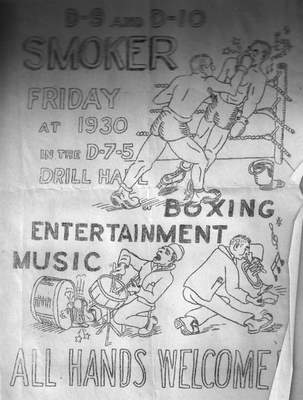 D-9 AND D-10
SMOKER
FRIDAY
AT 1930
IN THE D-7-5
DRILL HALL
BOXING
ENTERTAINMENT
MUSIC
ALL HANDS WELCOME!